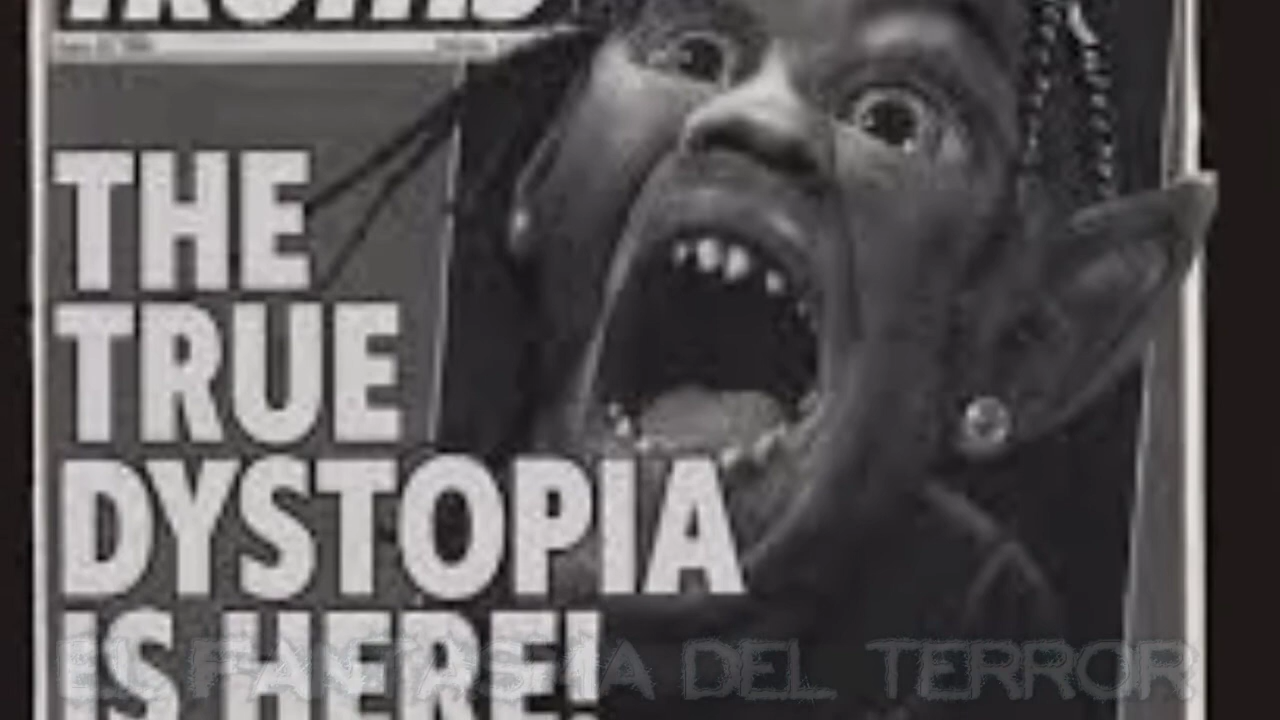 THE
TRUE
DYSTOPIA
IS HERE!
EL FANTASMA DEL TERROR